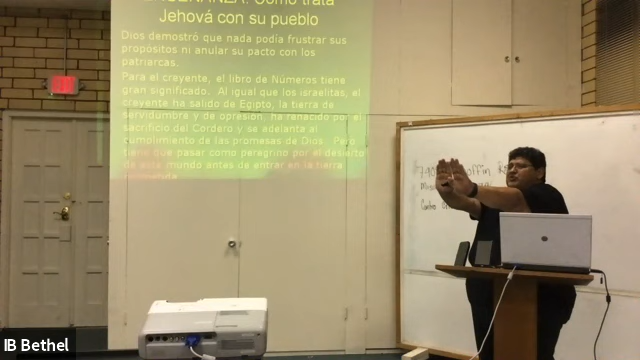 ENSEÑANZA: Cómo trata
Jehová con su pueblo
Dios demostró que nada podía frustrar sus
propósitos ni anular su pacto con los
patriarcas.
Para el creyente, el libro de Números tiene
gran significado. Al igual que los israelitas, el
creyente ha salido de Egipto, la tierra de
servidumbre y de opresión, ha renacido por el
sacrificio del Cordero y se adelanta al
cumplimiento de las promesas de Dios. Pero
tiene que pasar como peregrino por el desierto
de este mundo antes de entrar en la tierra
EXIT
IB Bethel